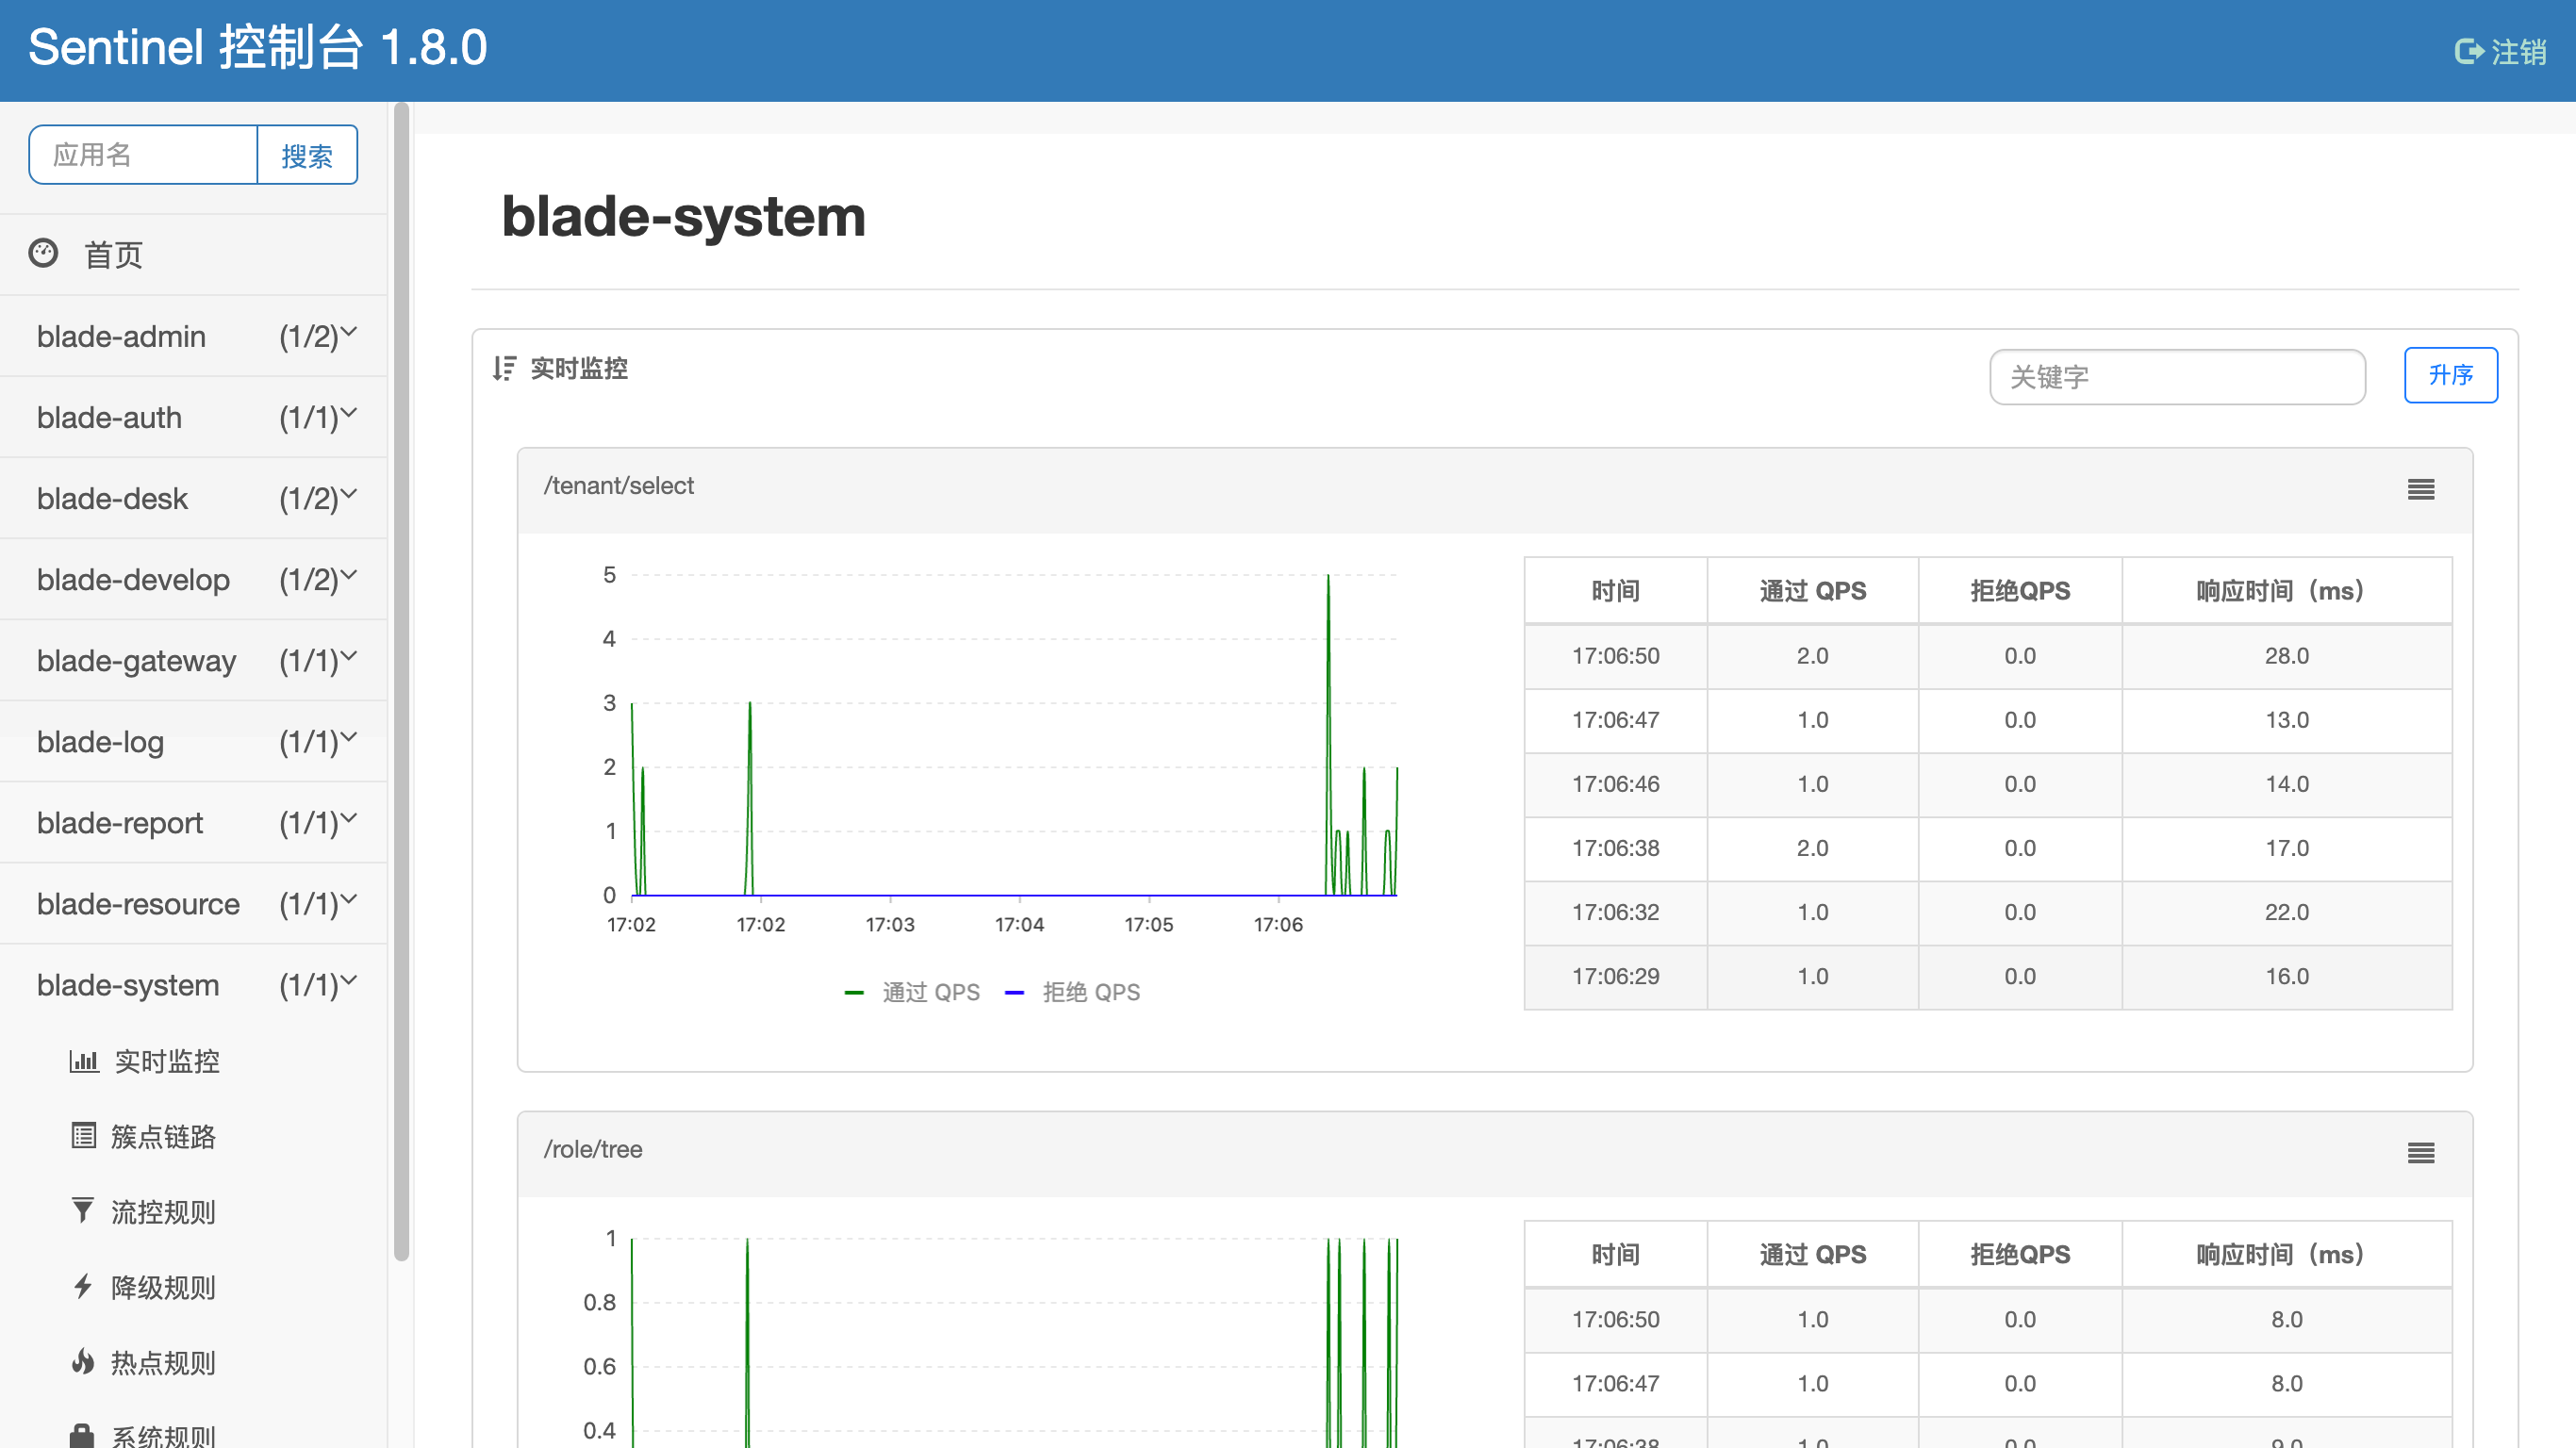 Sentinel 控制台 1.8.0
注销
应用名 搜索
首页
blade-admin (1/2)
blade-auth (1/1)
blade-desk (1/2)
blade-develop (1/2)
blade-gateway (1/1)
blade-log (1/1)
blade-report (1/1)
blade-resource (1/1)
blade-system (1/1)
实时监控
簇点链路
流控规则
降级规则
热点规则
系统规则
blade-system
实时监控
关键字 升序
/tenant/select
5
4
3
2
1
0
17:02 17:02 17:03 17:04 17:05 17:06
通过 QPS 拒绝 QPS
时间 通过 QPS 拒绝QPS 响应时间（ms）
17:06:50 2.0 0.0 28.0
17:06:47 1.0 0.0 13.0
17:06:46 1.0 0.0 14.0
17:06:38 2.0 0.0 17.0
17:06:32 1.0 0.0 22.0
17:06:29 1.0 0.0 16.0
/role/tree
1
0.8
0.6
0.4
时间 通过 QPS 拒绝QPS 响应时间（ms）
17:06:50 1.0 0.0 8.0
17:06:47 1.0 0.0 8.0
17:06:38 1.0 0.0 9.0